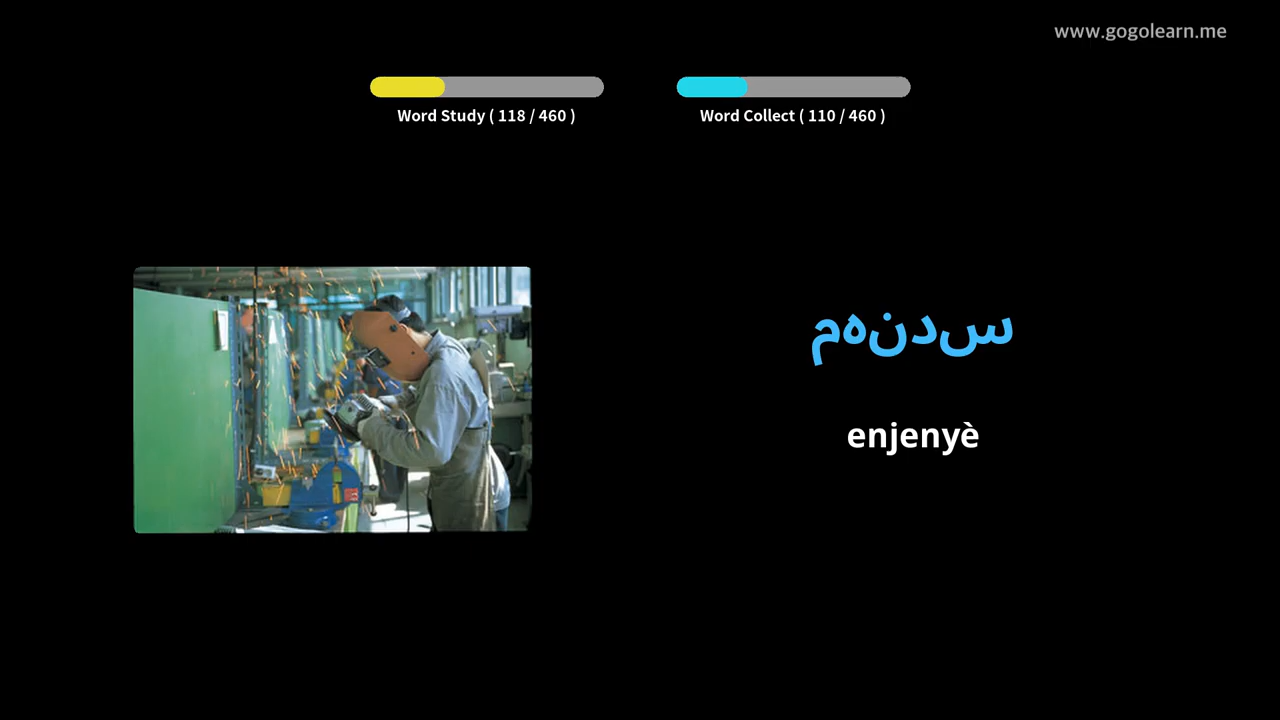 www.gogolearn.me
Word Study ( 118 / 460 )
Word Collect ( 110 / 460 )
مهندس
enjenyè